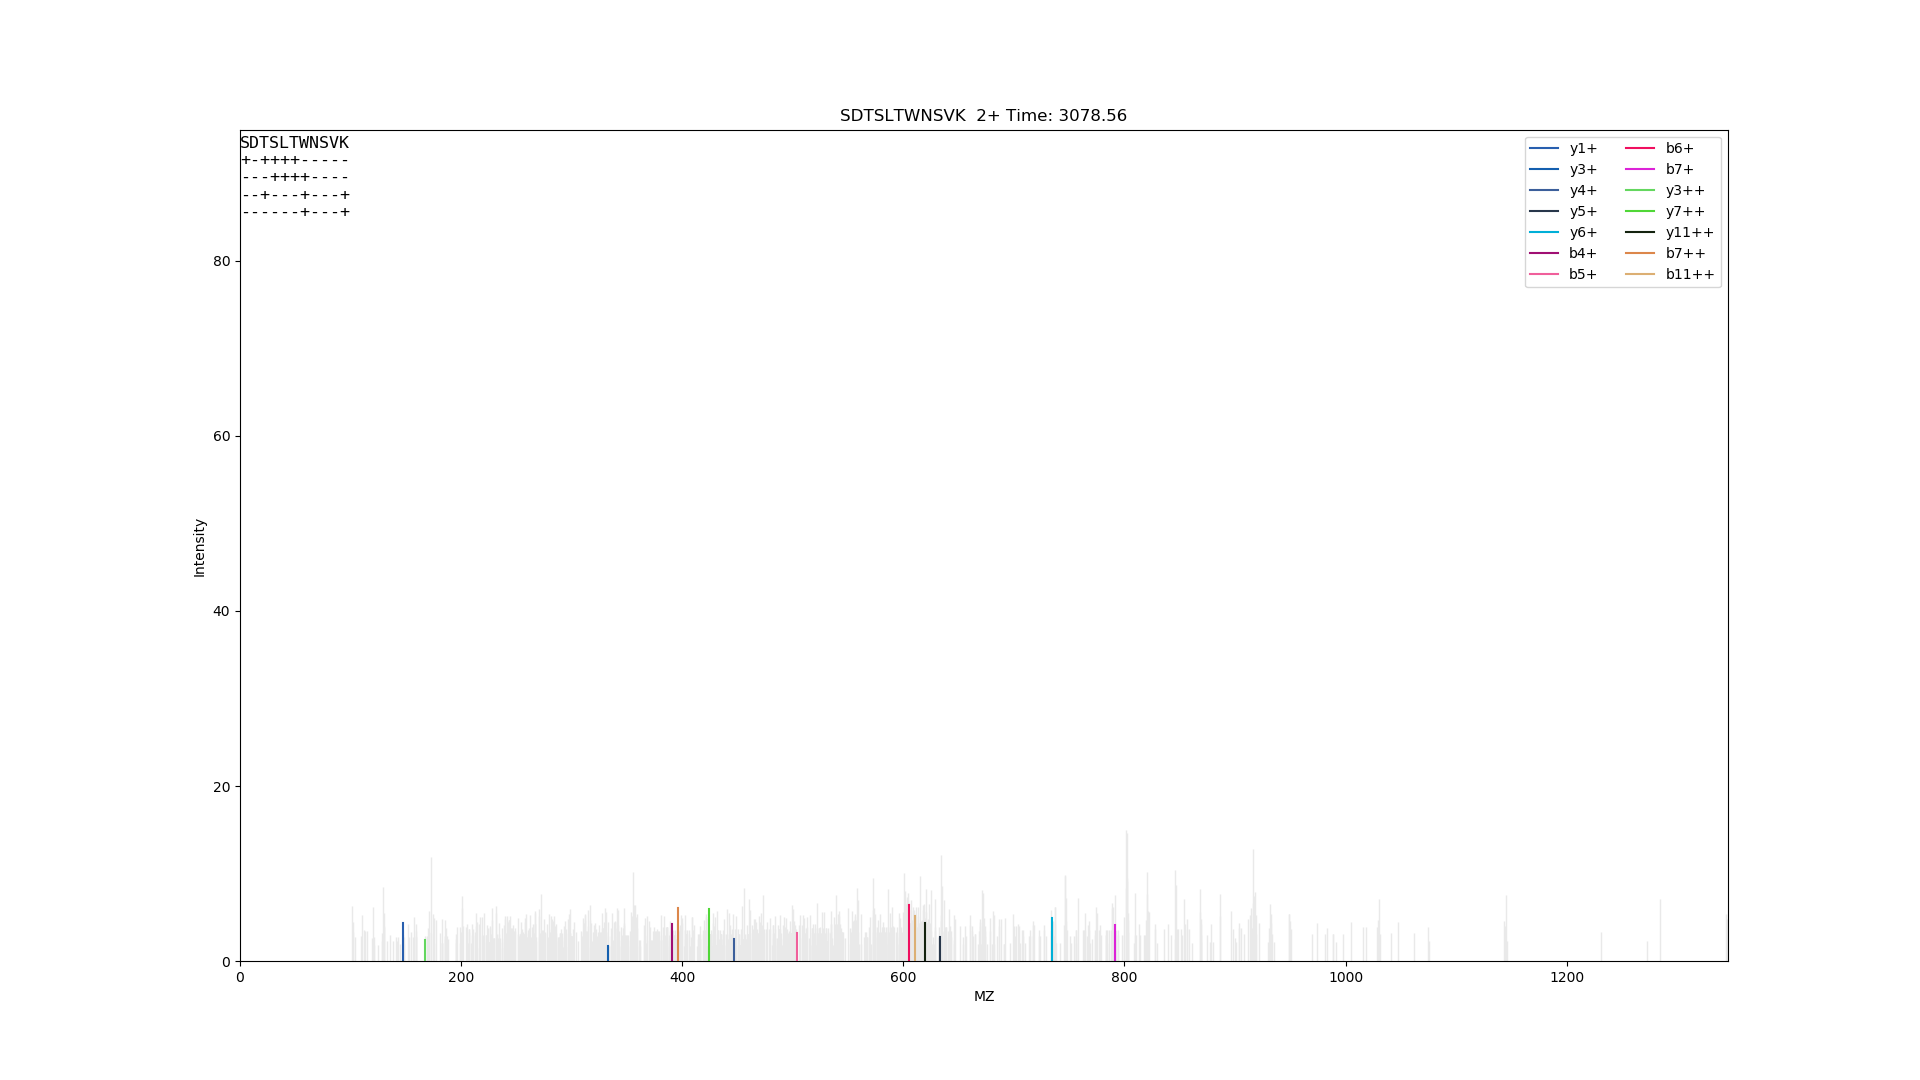 SDTSLTWNSVK  2+ Time: 3078.56
SDTSLTWNSVK
+-++++-----
---++++----
--+---+---+
------+---+
y1+
y3+
y4+
y5+
y6+
b4+
b5+
b6+
b7+
y3++
y7++
y11++
b7++
b11++
80
60
40
20
0
Intensity
0 200 400 600 800 1000 1200
MZ